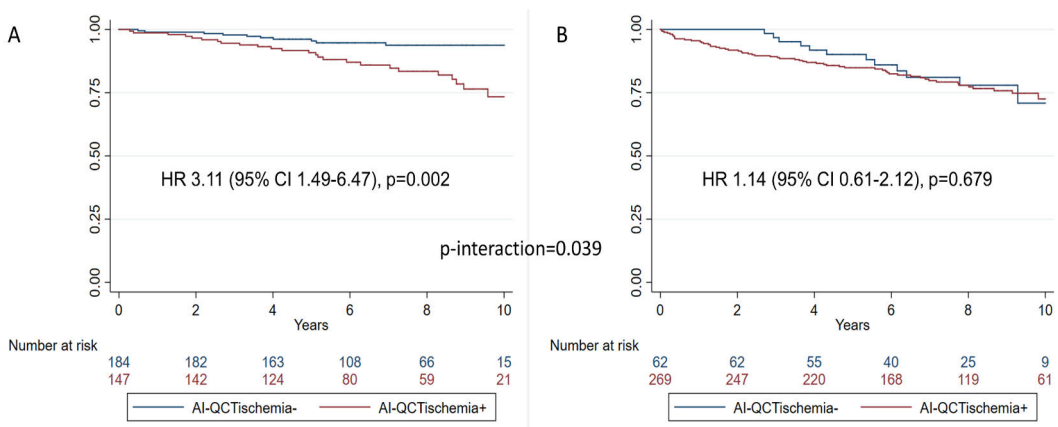 A
1.00
0.75
0.50
0.25
0.00
HR 3.11 (95% CI 1.49-6.47), p=0.002
0 2 4 6 8 10
Years
Number at risk
184 182 163 108 66 15
147 142 124 80 59 21
AI-QCTischemia- AI-QCTischemia+
p-interaction=0.039
B
1.00
0.75
0.50
0.25
0.00
HR 1.14 (95% CI 0.61-2.12), p=0.679
0 2 4 6 8 10
Years
Number at risk
62 62 55 40 25 9
269 247 220 168 119 61
AI-QCTischemia- AI-QCTischemia+